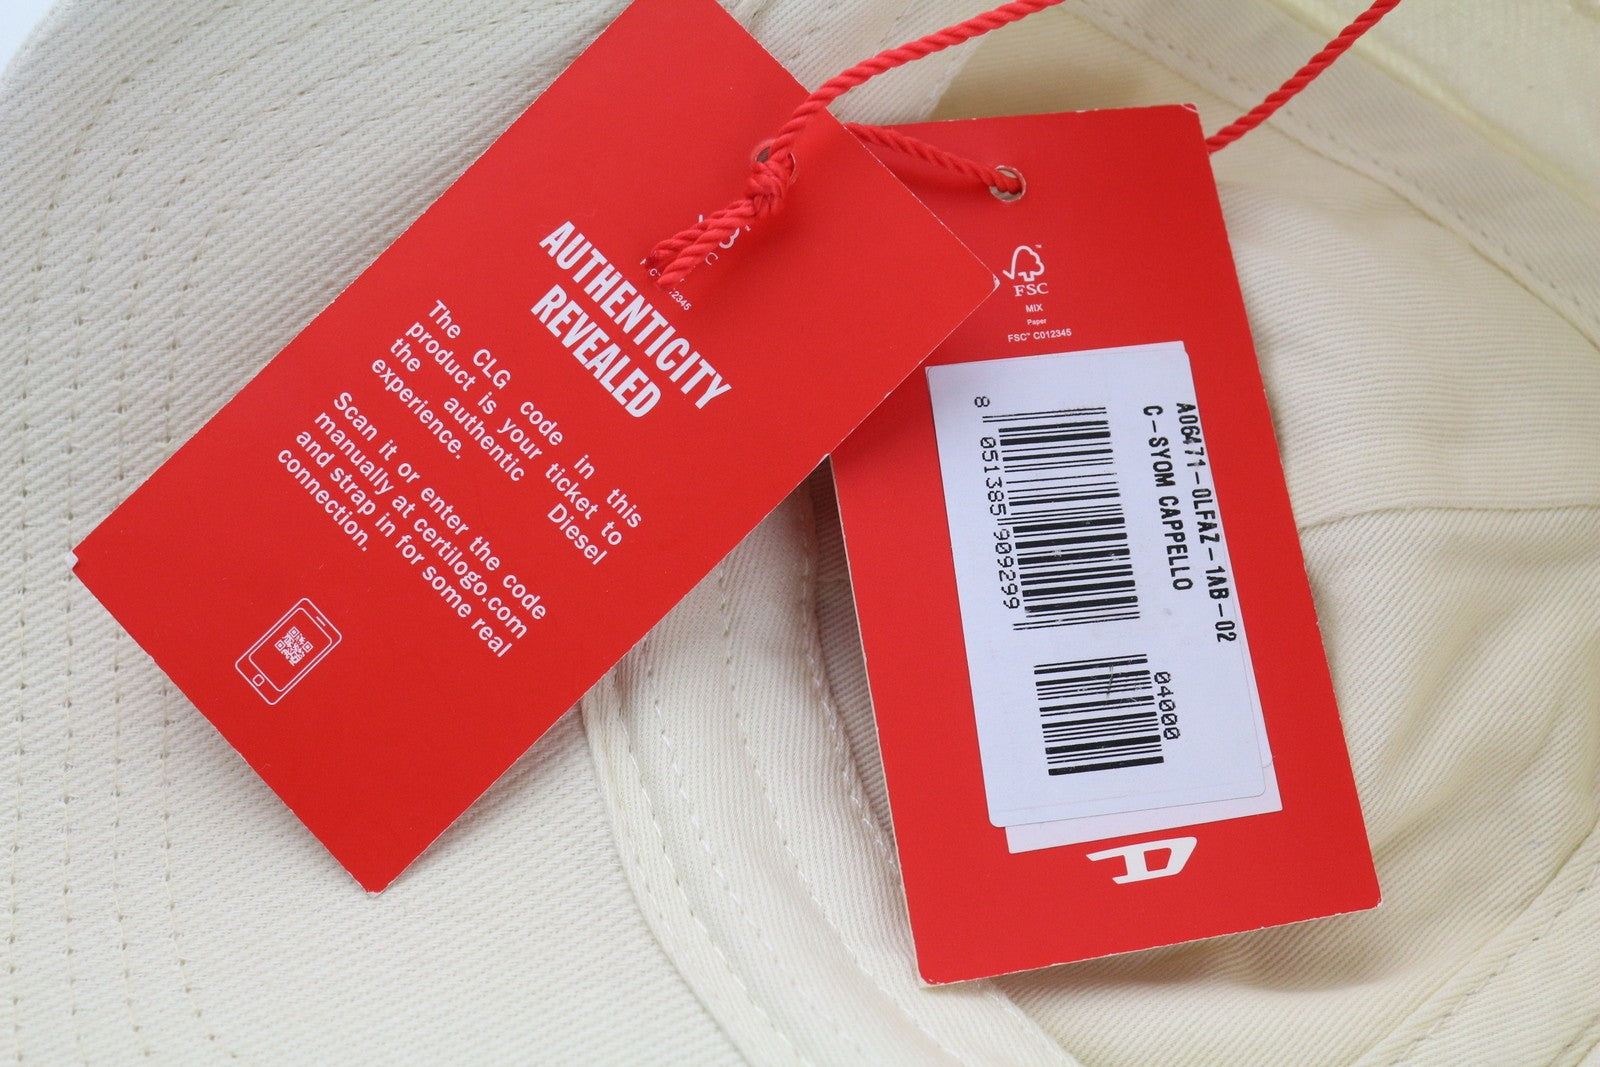 AUTHENTICITY
REVEALED
The CLG code in this
product is your ticket to
the authentic Diesel
experience.
Scan it or enter the code
manually at certilogo.com
and strap in for some real
connection.
FSC
MIX
Paper
FSC™ C012345
A06471-0LFAZ-1AB-02
C-SYOM CAPPELLO
8 051385 909299
04000